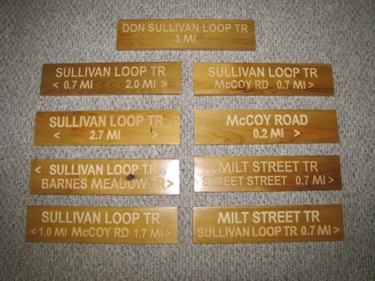 DON SULLIVAN LOOP TR
3 MI
SULLIVAN LOOP TR
< 0.7 MI 2.0 MI >
SULLIVAN LOOP TR
McCOY RD 0.7 MI >
SULLIVAN LOOP TR
< 2.7 MI >
McCOY ROAD
0.2 MI >
SULLIVAN LOOP TR
< BARNES MEADOW TR >
MILT STREET TR
STREET STREET 0.7 MI >
SULLIVAN LOOP TR
< 1.0 MI McCOY RD 1.7 MI >
MILT STREET TR
SULLIVAN LOOP TR 0.7 MI >